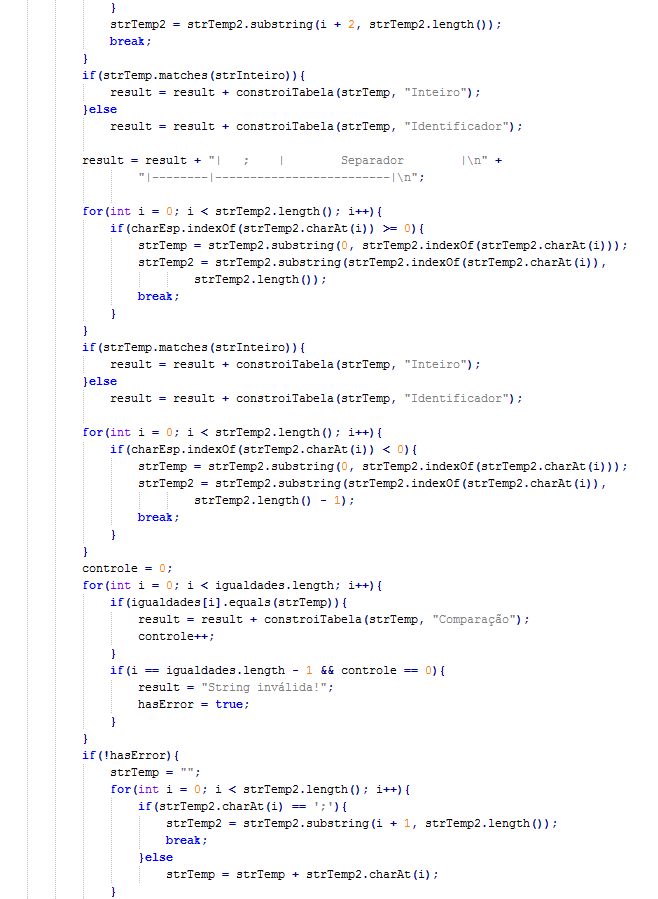 }
strTemp2 = strTemp2.substring(i + 2, strTemp2.length());
break;
}
if(strTemp.matches(strInteiro)){
result = result + constroiTabela(strTemp, "Inteiro");
}else
result = result + constroiTabela(strTemp, "Identificador");
result = result + "|   ;    |        Separador        |\n" +
"|--------|-------------------------|\n";
for(int i = 0; i < strTemp2.length(); i++){
if(charEsp.indexOf(strTemp2.charAt(i)) >= 0){
strTemp = strTemp2.substring(0, strTemp2.indexOf(strTemp2.charAt(i)));
strTemp2 = strTemp2.substring(strTemp2.indexOf(strTemp2.charAt(i)),
strTemp2.length());
break;
}
}
if(strTemp.matches(strInteiro)){
result = result + constroiTabela(strTemp, "Inteiro");
}else
result = result + constroiTabela(strTemp, "Identificador");
for(int i = 0; i < strTemp2.length(); i++){
if(charEsp.indexOf(strTemp2.charAt(i)) < 0){
strTemp = strTemp2.substring(0, strTemp2.indexOf(strTemp2.charAt(i)));
strTemp2 = strTemp2.substring(strTemp2.indexOf(strTemp2.charAt(i)),
strTemp2.length() - 1);
break;
}
}
controle = 0;
for(int i = 0; i < igualdades.length; i++){
if(igualdades[i].equals(strTemp)){
result = result + constroiTabela(strTemp, "Comparação");
controle++;
}
if(i == igualdades.length - 1 && controle == 0){
result = "String inválida!";
hasError = true;
}
}
if(!hasError){
strTemp = "";
for(int i = 0; i < strTemp2.length(); i++){
if(strTemp2.charAt(i) == ';'){
strTemp2 = strTemp2.substring(i + 1, strTemp2.length());
break;
}else
strTemp = strTemp + strTemp2.charAt(i);
}